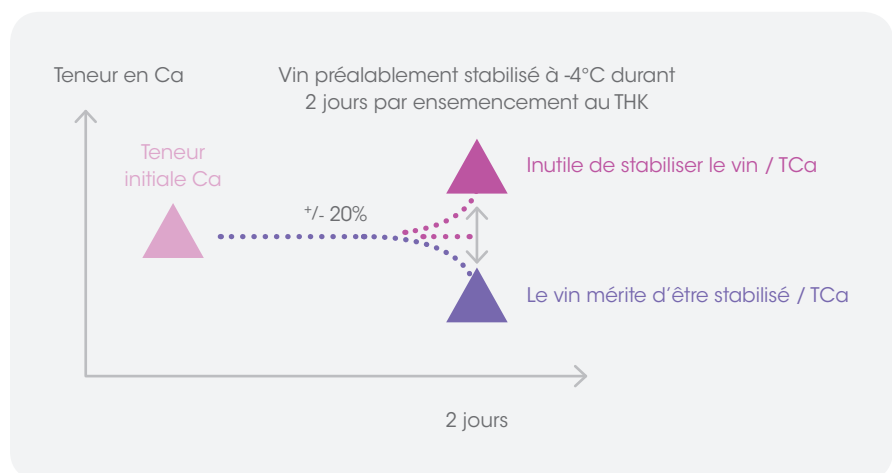 Teneur en Ca
Vin préalablement stabilisé à -4°C durant
2 jours par ensemencement au THK
Teneur
initiale Ca
Inutile de stabiliser le vin / TCa
+/- 20%
Le vin mérite d’être stabilisé / TCa
2 jours